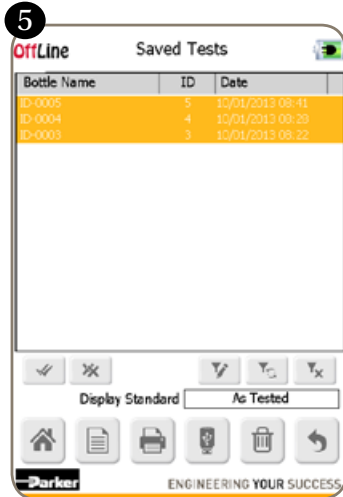 5
OffLine Saved Tests
Bottle Name ID Date
ID-0005 5 10/01/2013 08:41
ID-0004 4 10/01/2013 08:28
ID-0003 3 10/01/2013 08:22
Display Standard As Tested
Parker ENGINEERING YOUR SUCCESS